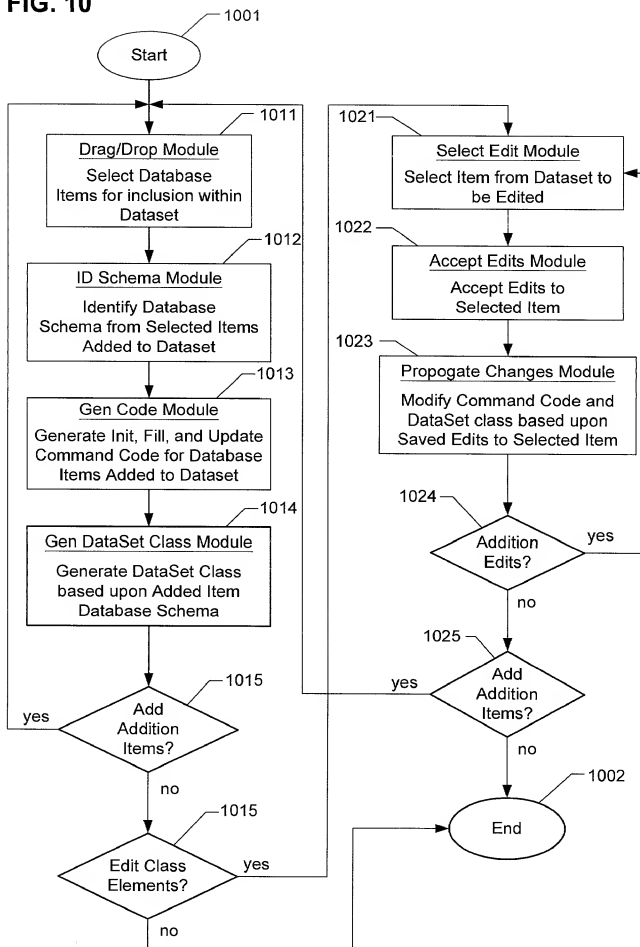 FIG. 10
1001
Start
1011
Drag/Drop Module
Select Database
Items for inclusion within
Dataset
1012
ID Schema Module
Identify Database
Schema from Selected Items
Added to Dataset
1013
Gen Code Module
Generate Init, Fill, and Update
Command Code for Database
Items Added to Dataset
1014
Gen DataSet Class Module
Generate DataSet Class
based upon Added Item
Database Schema
1015
Add
Addition
Items?
yes
no
1015
Edit Class
Elements?
yes
no
1021
Select Edit Module
Select Item from Dataset to
be Edited
1022
Accept Edits Module
Accept Edits to
Selected Item
1023
Propogate Changes Module
Modify Command Code and
DataSet class based upon
Saved Edits to Selected Item
1024
Addition
Edits?
yes
no
1025
Add
Addition
Items?
yes
no
1002
End